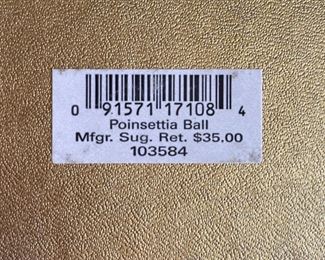 0 91571 17108 4
Poinsettia Ball
Mfgr. Sug. Ret. $35.00
103584